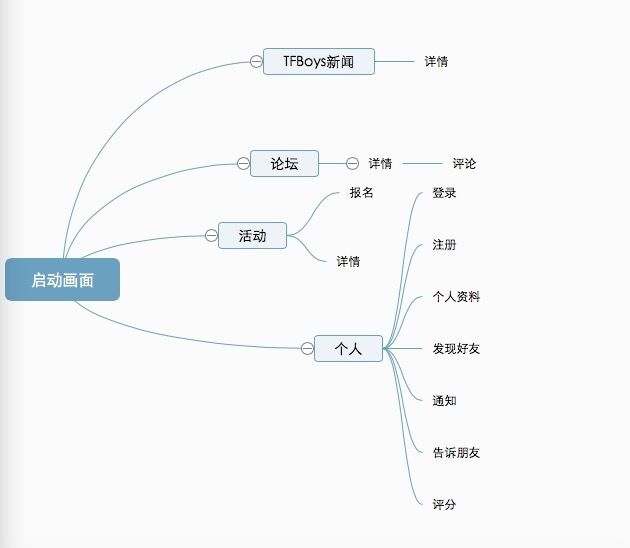 TFBoys新闻
详情
论坛
详情
评论
活动
报名
详情
启动画面
个人
登录
注册
个人资料
发现好友
通知
告诉朋友
评分